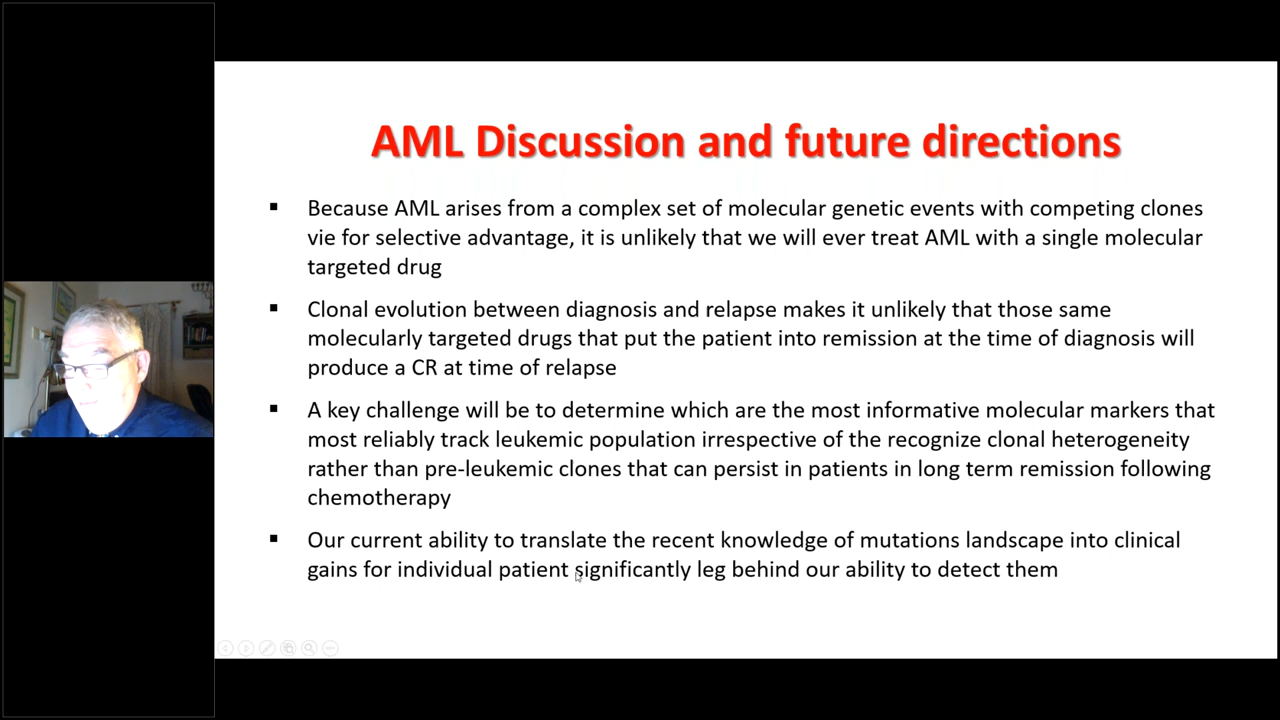 AML Discussion and future directions
Because AML arises from a complex set of molecular genetic events with competing clones
vie for selective advantage, it is unlikely that we will ever treat AML with a single molecular
targeted drug
Clonal evolution between diagnosis and relapse makes it unlikely that those same
molecularly targeted drugs that put the patient into remission at the time of diagnosis will
produce a CR at time of relapse
A key challenge will be to determine which are the most informative molecular markers that
most reliably track leukemic population irrespective of the recognize clonal heterogeneity
rather than pre-leukemic clones that can persist in patients in long term remission following
chemotherapy
Our current ability to translate the recent knowledge of mutations landscape into clinical
gains for individual patient significantly leg behind our ability to detect them